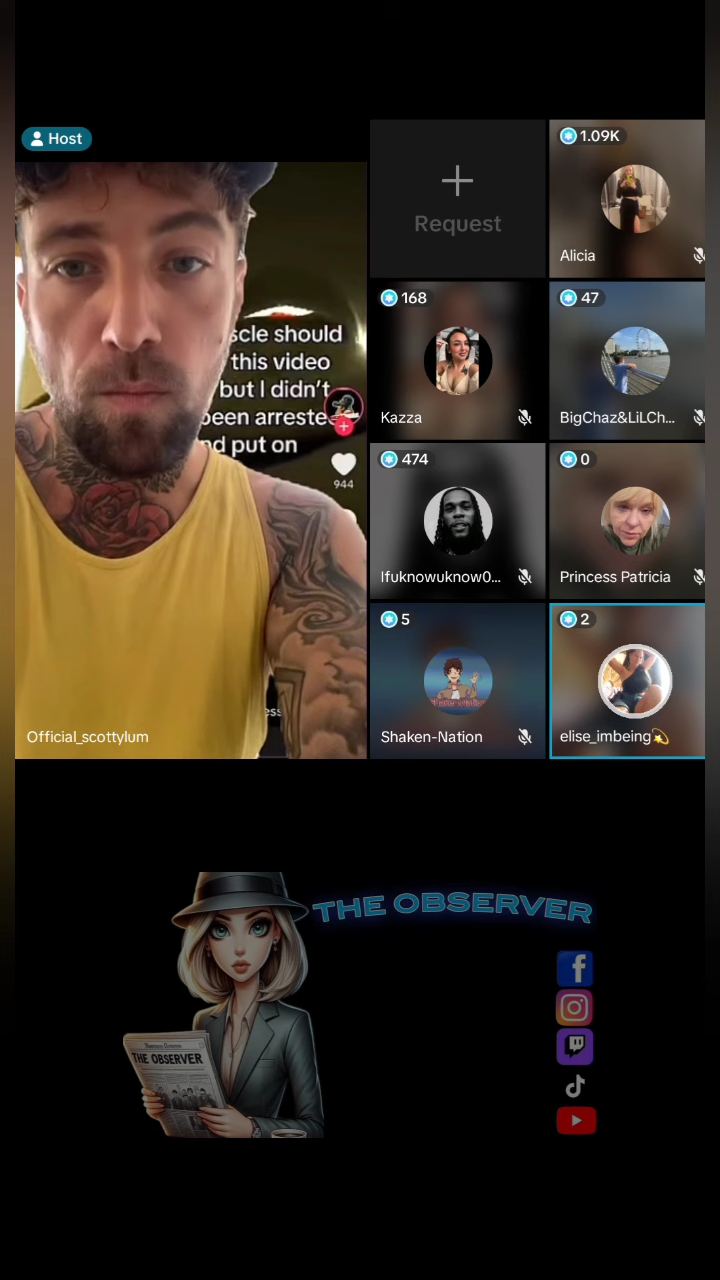 Host
scle should
this video
but I didn't
been arreste
nd put on
944
ess
Official_scottylum
Request
1.09K
Alicia
168
Kazza
47
BigChaz&LiLCh...
474
Ifuknowuknow0...
0
Princess Patricia
5
Shaken-Nation
2
elise_imbeing💫
THE OBSERVER
THE OBSERVER